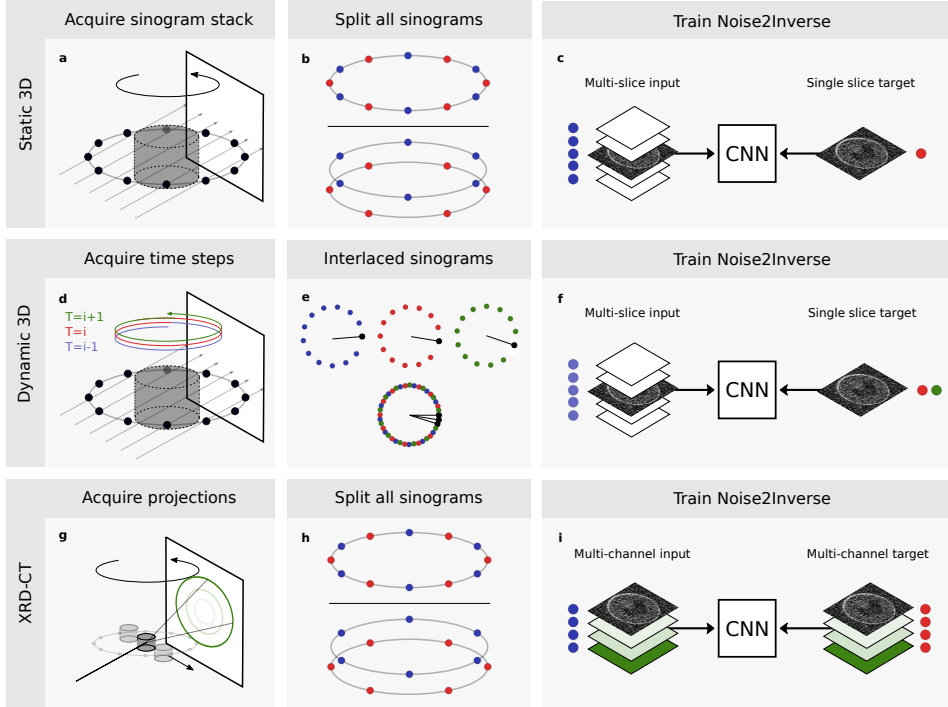 Acquire sinogram stack
Split all sinograms
Train Noise2Inverse
Static 3D
a
b
c
Multi-slice input
Single slice target
CNN
Acquire time steps
Interlaced sinograms
Train Noise2Inverse
Dynamic 3D
d
T=i+1
T=i
T=i-1
e
f
Multi-slice input
Single slice target
CNN
Acquire projections
Split all sinograms
Train Noise2Inverse
XRD-CT
g
h
i
Multi-channel input
Multi-channel target
CNN